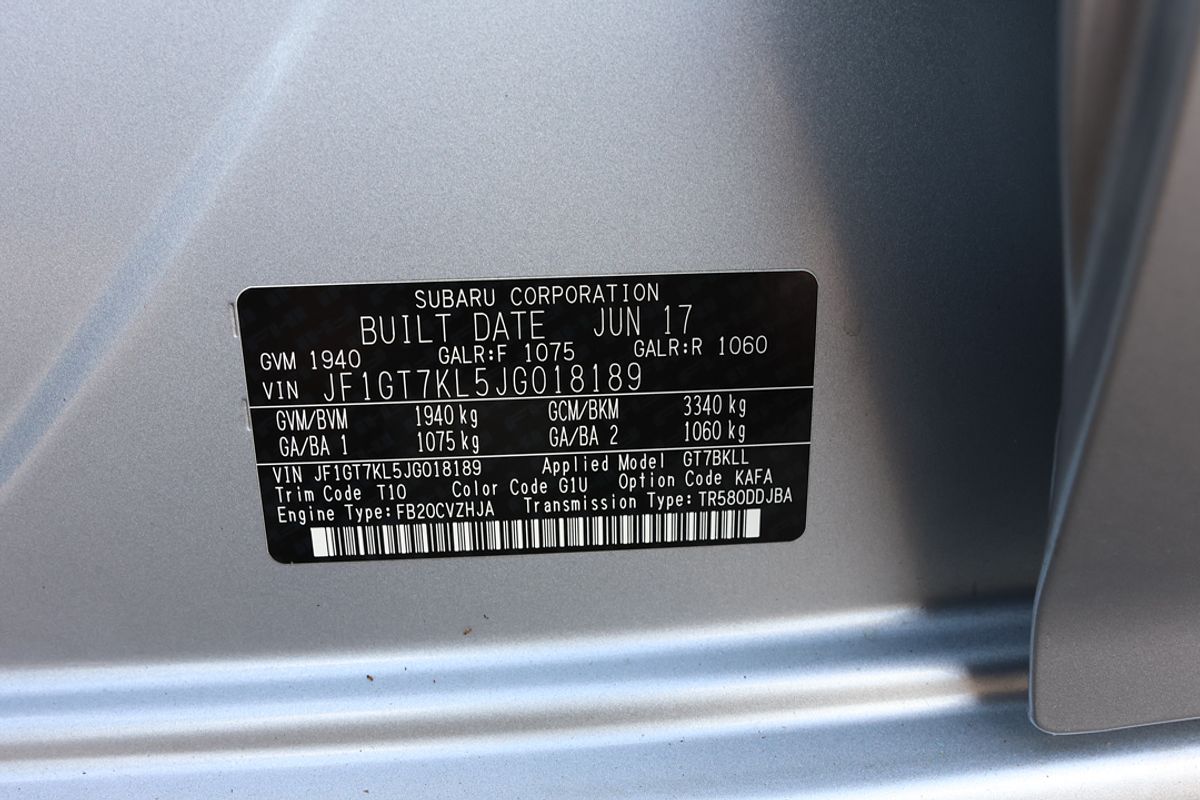 SUBARU CORPORATION
BUILT DATE JUN 17
GVM 1940 GALR:F 1075 GALR:R 1060
VIN JF1GT7KL5JG018189
GVM/BVM 1940 kg GCM/BKM 3340 kg
GA/BA 1 1075 kg GA/BA 2 1060 kg
VIN JF1GT7KL5JG018189 Applied Model GT7BKLL
Trim Code T10 Color Code G1U Option Code KAFA
Engine Type: FB20CVZHJA Transmission Type: TR580DDJBA